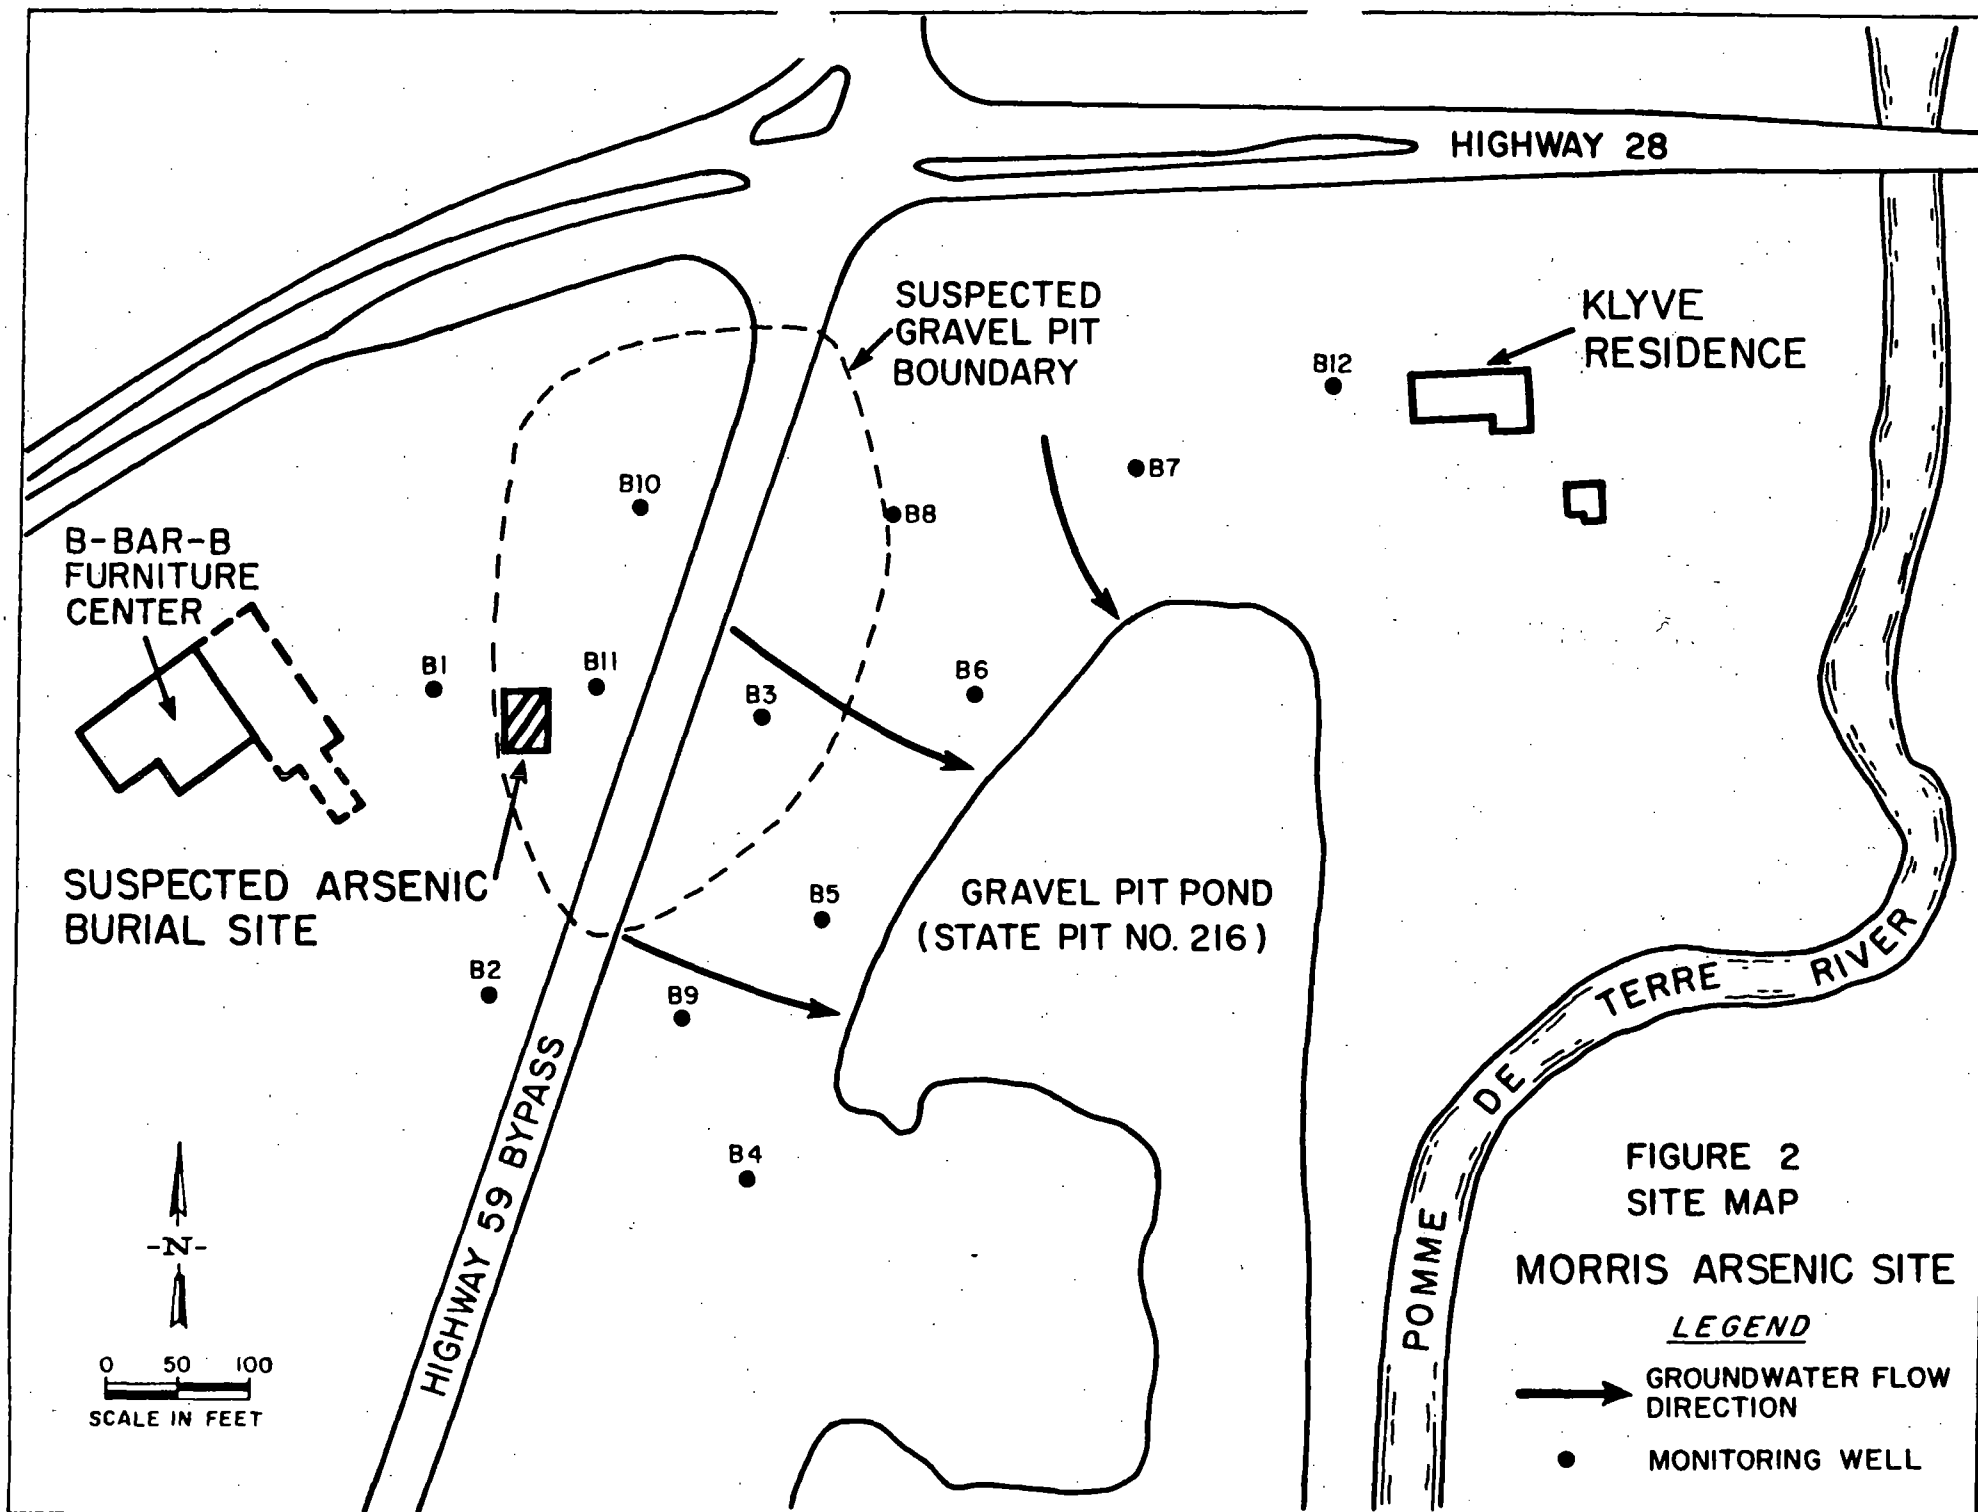 HIGHWAY 28
SUSPECTED
GRAVEL PIT
BOUNDARY
KLYVE
RESIDENCE
B12
B7
B10
B8
B-BAR-B
FURNITURE
CENTER
B1
B11
B6
B3
SUSPECTED ARSENIC
BURIAL SITE
B5
GRAVEL PIT POND
(STATE PIT NO. 216)
B2
B9
HIGHWAY 59 BYPASS
B4
POMME DE TERRE RIVER
-N-
0 50 100
SCALE IN FEET
FIGURE 2
SITE MAP
MORRIS ARSENIC SITE
LEGEND
GROUNDWATER FLOW
DIRECTION
MONITORING WELL